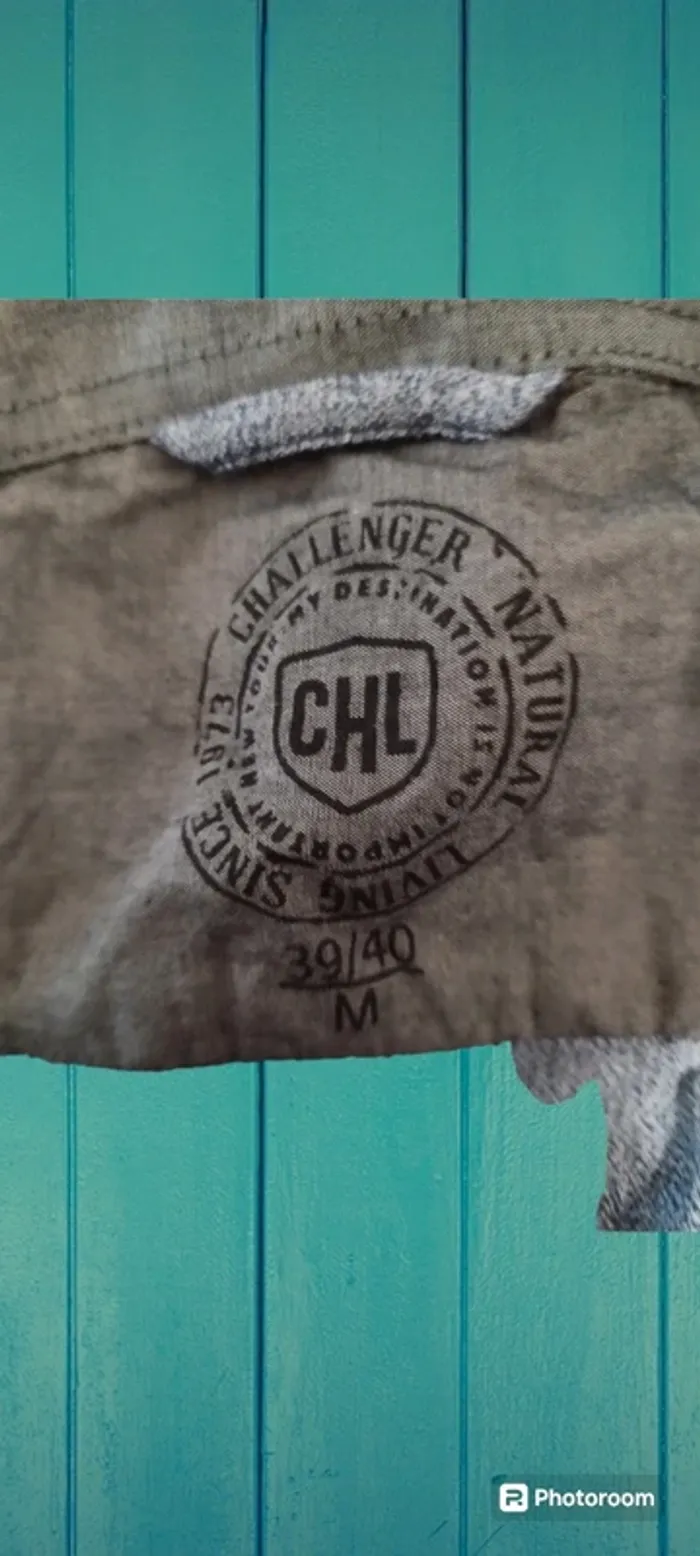 CHALLENGER NATURAL LIVING SINCE 1973
MY DESTINATION IS NOT IMPORTANT
CHL
39/40
M
Photoroom